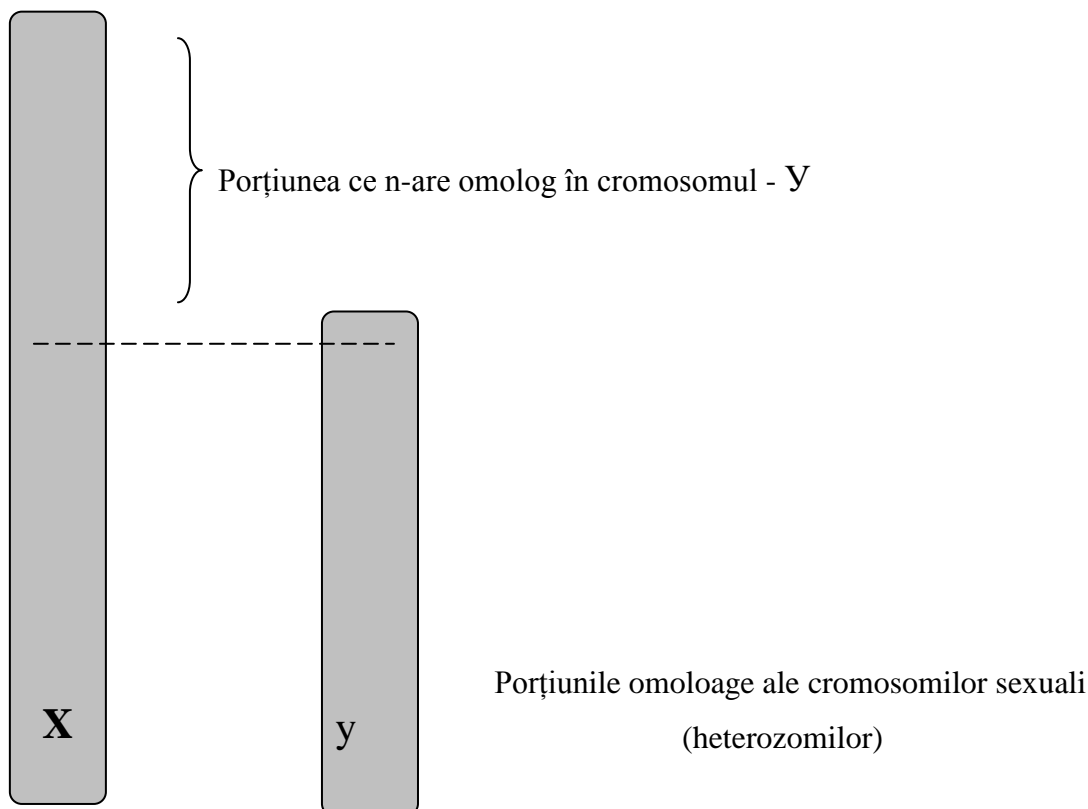 Porțiunea ce n-are omolog în cromosomul - У
Porțiunile omoloage ale cromosomilor sexuali
(heterozomilor)
X
y